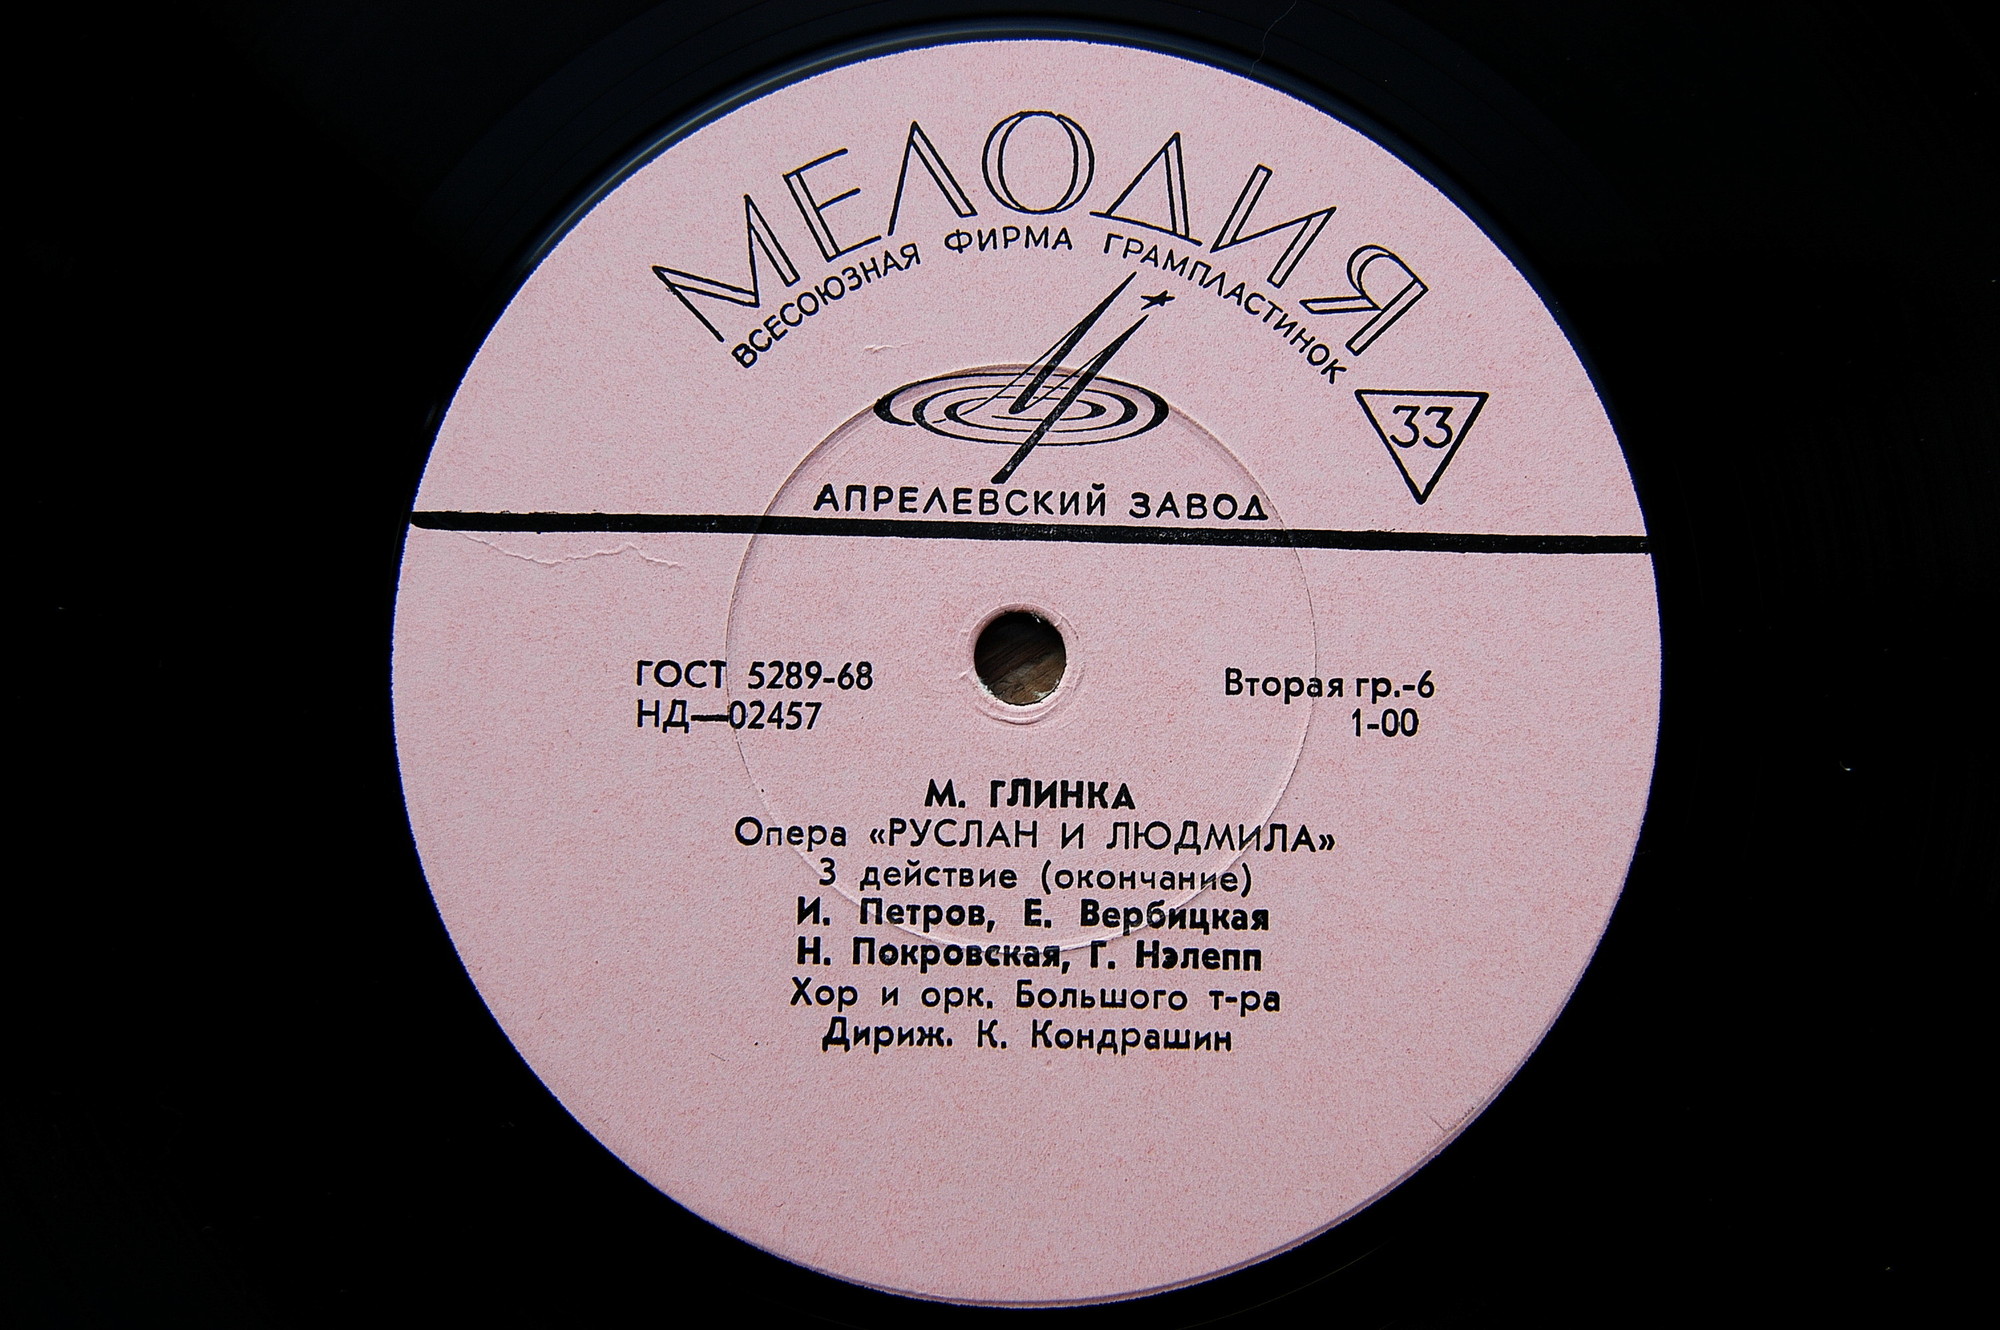 МЕЛОДИЯ
ВСЕСОЮЗНАЯ ФИРМА ГРАМПЛАСТИНОК
33
АПРЕЛЕВСКИЙ ЗАВОД
ГОСТ 5289-68
НД—02457
Вторая гр.-6
1-00
М. ГЛИНКА
Опера «РУСЛАН И ЛЮДМИЛА»
3 действие (окончание)
И. Петров, Е. Вербицкая
Н. Покровская, Г. Нэлепп
Хор и орк. Большого т-ра
Дириж. К. Кондрашин